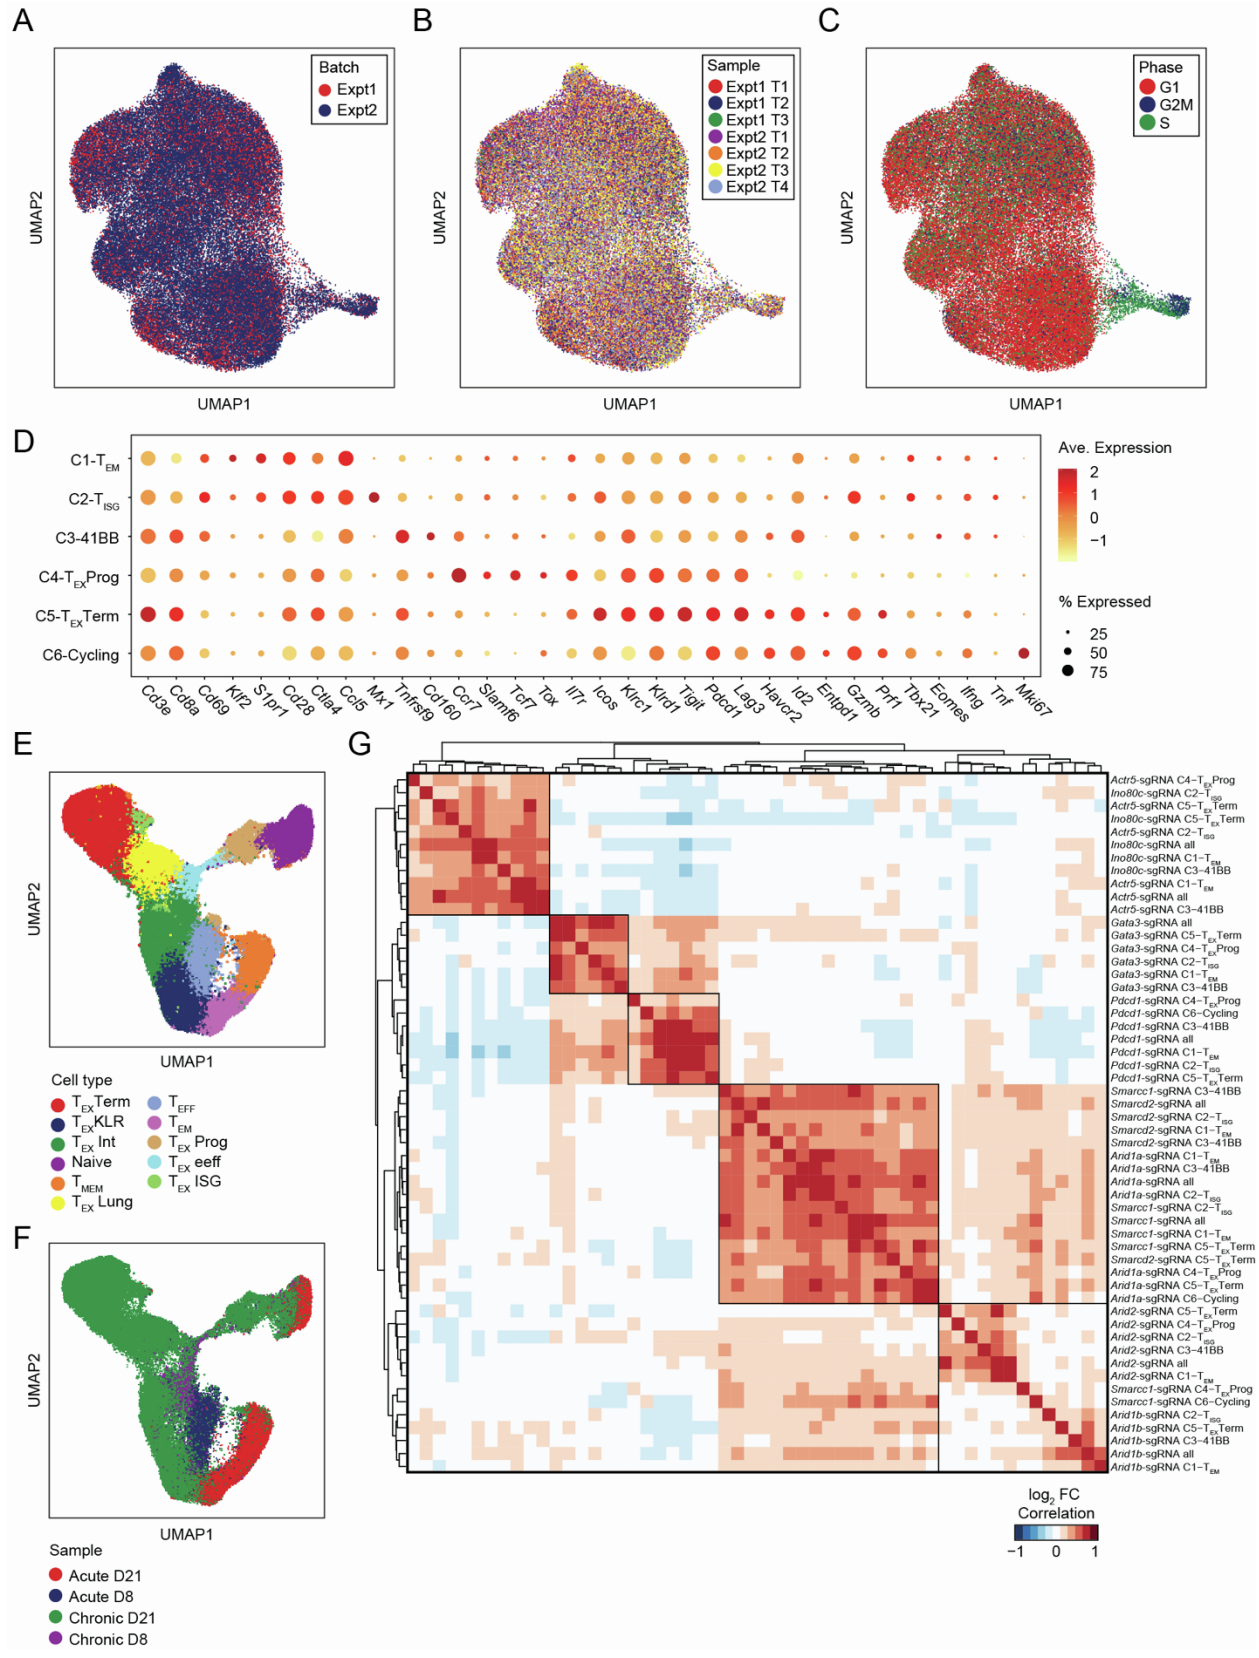 A
B
C
Batch
Expt1
Expt2
UMAP2
UMAP1
Sample
Expt1 T1
Expt1 T2
Expt1 T3
Expt2 T1
Expt2 T2
Expt2 T3
Expt2 T4
UMAP2
UMAP1
Phase
G1
G2M
S
UMAP2
UMAP1
D
C1-TEM
C2-TISG
C3-41BB
C4-TEXProg
C5-TEXTerm
C6-Cycling
Cd3e
Cd8a
Cd69
Klf2
S1pr1
Cd28
Ctla4
Ccl5
Mx1
Tnfrsf9
Cd160
Ccr7
Slamf6
Tcf7
Tox
Il7r
Icos
Klrc1
Klrd1
Tigit
Pdcd1
Lag3
Havcr2
Id2
Entpd1
Gzmb
Prf1
Tbx21
Eomes
Ifng
Tnf
Mki67
Ave. Expression
2
1
0
−1
% Expressed
25
50
75
E
UMAP2
UMAP1
Cell type
TEXTerm
TEXKLR
TEX Int
Naive
TMEM
TEX Lung
TEFF
TEM
TEX Prog
TEX eeff
TEX ISG
F
UMAP2
UMAP1
Sample
Acute D21
Acute D8
Chronic D21
Chronic D8
G
Actr5-sgRNA C4−TEXProg
Ino80c-sgRNA C2−TISG
Actr5-sgRNA C5−TEXTerm
Ino80c-sgRNA C5−TEXTerm
Actr5-sgRNA C2−TISG
Ino80c-sgRNA all
Ino80c-sgRNA C1−TEM
Ino80c-sgRNA C3−41BB
Actr5-sgRNA C1−TEM
Actr5-sgRNA all
Actr5-sgRNA C3−41BB
Gata3-sgRNA all
Gata3-sgRNA C5−TEXTerm
Gata3-sgRNA C4−TEXProg
Gata3-sgRNA C2−TISG
Gata3-sgRNA C1−TEM
Gata3-sgRNA C3−41BB
Pdcd1-sgRNA C4−TEXProg
Pdcd1-sgRNA C6−Cycling
Pdcd1-sgRNA C3−41BB
Pdcd1-sgRNA all
Pdcd1-sgRNA C1−TEM
Pdcd1-sgRNA C2−TISG
Pdcd1-sgRNA C5−TEXTerm
Smarcc1-sgRNA C3−41BB
Smarcd2-sgRNA all
Smarcd2-sgRNA C2−TISG
Smarcd2-sgRNA C1−TEM
Smarcd2-sgRNA C3−41BB
Arid1a-sgRNA C1−TEM
Arid1a-sgRNA C3−41BB
Arid1a-sgRNA all
Arid1a-sgRNA C2−TISG
Smarcc1-sgRNA C2−TISG
Smarcc1-sgRNA all
Smarcc1-sgRNA C1−TEM
Smarcc1-sgRNA C5−TEXTerm
Smarcd2-sgRNA C5−TEXTerm
Arid1a-sgRNA C4−TEXProg
Arid1a-sgRNA C5−TEXTerm
Arid1a-sgRNA C6−Cycling
Arid2-sgRNA C5−TEXTerm
Arid2-sgRNA C4−TEXProg
Arid2-sgRNA C2−TISG
Arid2-sgRNA C3−41BB
Arid2-sgRNA all
Arid2-sgRNA C1−TEM
Smarcc1-sgRNA C4−TEXProg
Smarcc1-sgRNA C6−Cycling
Arid1b-sgRNA C2−TISG
Arid1b-sgRNA C5−TEXTerm
Arid1b-sgRNA C3−41BB
Arid1b-sgRNA all
Arid1b-sgRNA C1−TEM
log2 FC
Correlation
−1 0 1